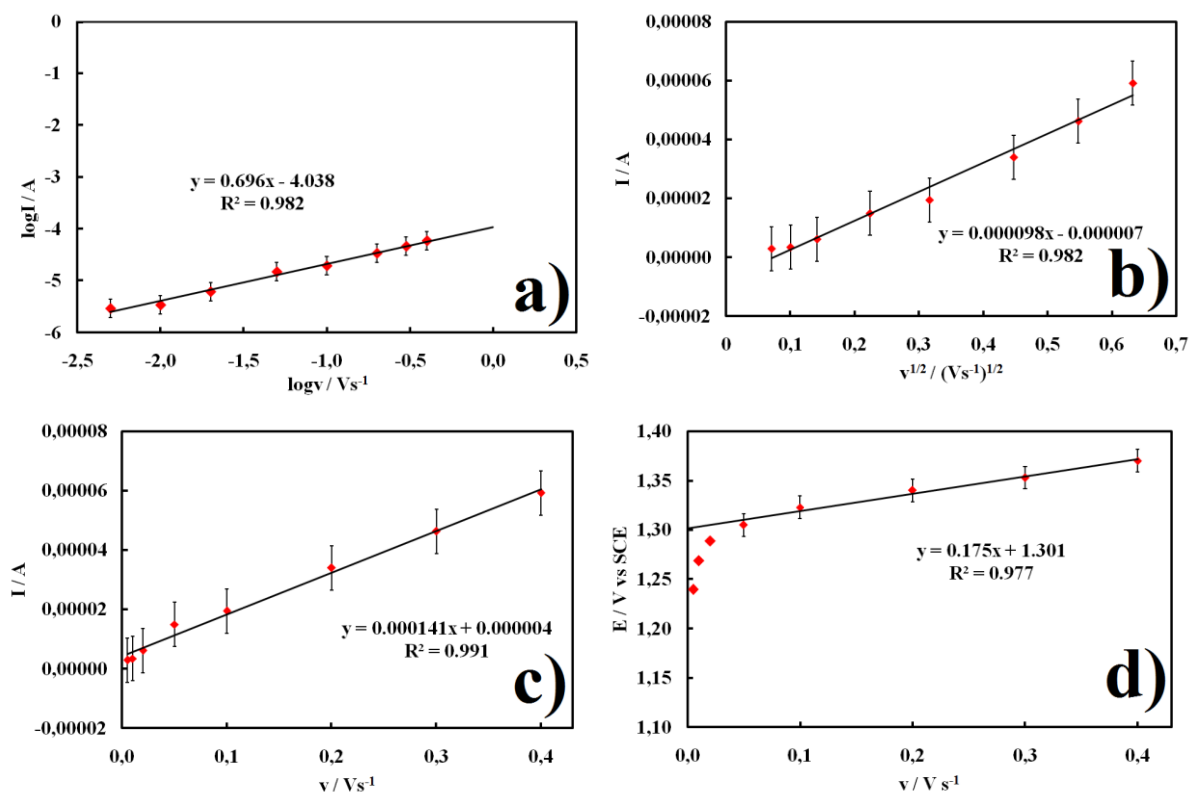 0
-1
-2
-3
-4
-5
-6
logI / A
y = 0.696x - 4.038
R² = 0.982
a)
-2,5 -2,0 -1,5 -1,0 -0,5 0,0 0,5
logv / Vs⁻¹
0,00008
0,00006
0,00004
0,00002
0,00000
-0,00002
I / A
y = 0.000098x - 0.000007
R² = 0.982
b)
0 0,1 0,2 0,3 0,4 0,5 0,6 0,7
v¹ᐟ² / (Vs⁻¹)¹ᐟ²
0,00008
0,00006
0,00004
0,00002
0,00000
-0,00002
I / A
y = 0.000141x + 0.000004
R² = 0.991
c)
0,0 0,1 0,2 0,3 0,4
v / Vs⁻¹
1,40
1,35
1,30
1,25
1,20
1,15
1,10
E / V vs SCE
y = 0.175x + 1.301
R² = 0.977
d)
0,0 0,1 0,2 0,3 0,4
v / V s⁻¹